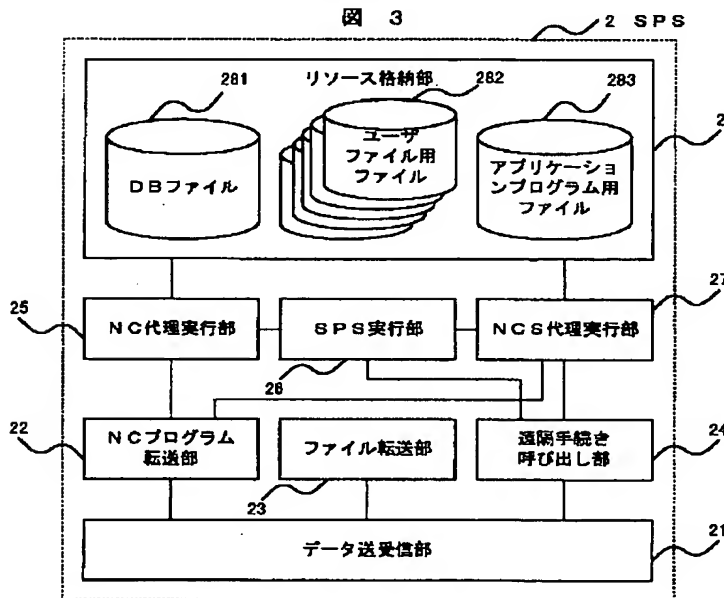 図 3
2 SPS
リソース格納部
281
282
283
2
DBファイル
ユーザ
ファイル用
ファイル
アプリケーショ
ンプログラム用
ファイル
25
27
NC代理実行部
SPS実行部
NCS代理実行部
26
22
24
NCプログラム
転送部
ファイル転送部
遠隔手続き
呼び出し部
23
21
データ送受信部